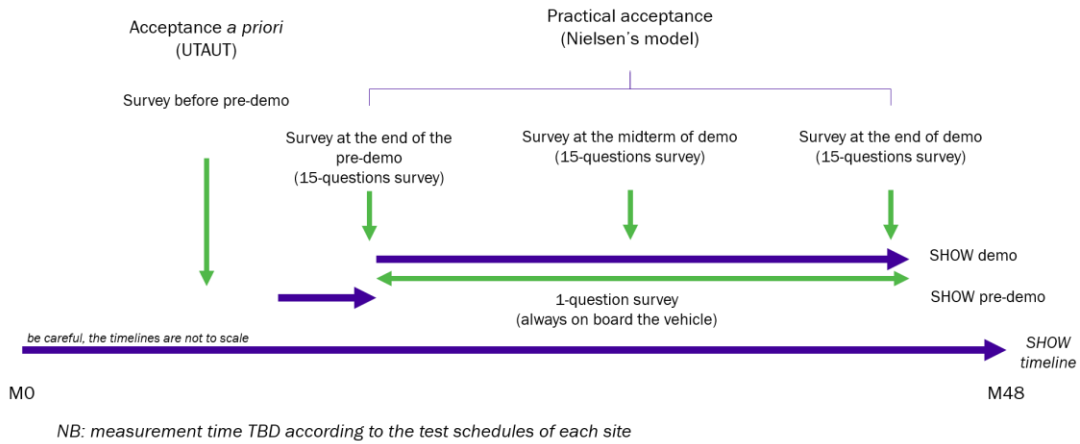 Acceptance a priori
(UTAUT)
Practical acceptance
(Nielsen's model)
Survey before pre-demo
Survey at the end of the
pre-demo
(15-questions survey)
Survey at the midterm of demo
(15-questions survey)
Survey at the end of demo
(15-questions survey)
SHOW demo
1-question survey
(always on board the vehicle)
SHOW pre-demo
be careful, the timelines are not to scale
SHOW
timeline
M0
M48
NB: measurement time TBD according to the test schedules of each site